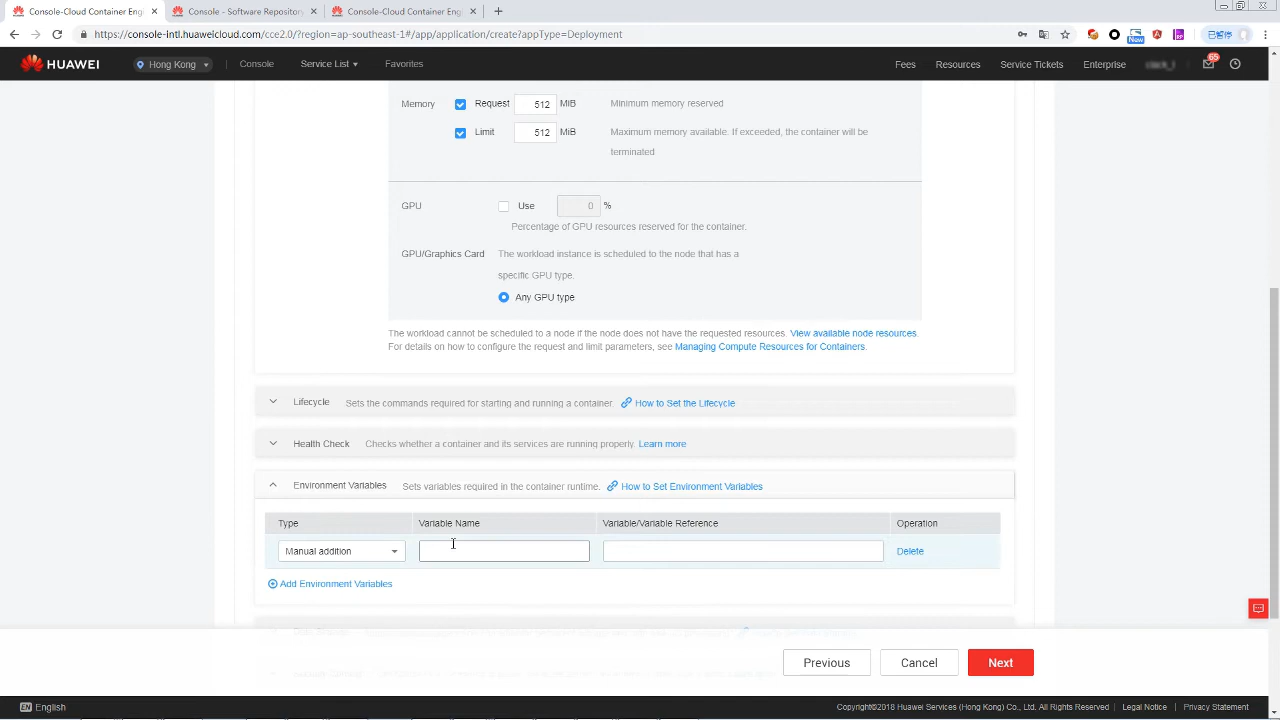 Console-Cloud Container Engi
Console - Software Repository
Console-Cloud Container Engi
https://console-intl.huaweicloud.com/cce2.0/?region=ap-southeast-1#/app/application/create?appType=Deployment
New
已暂停
HUAWEI
Hong Kong
Console
Service List
Favorites
Fees
Resources
Service Tickets
Enterprise
65
Memory
Request
512
MiB
Minimum memory reserved
Limit
512
MiB
Maximum memory available. If exceeded, the container will be
terminated
GPU
Use
0
%
Percentage of GPU resources reserved for the container.
GPU/Graphics Card
The workload instance is scheduled to the node that has a
specific GPU type.
Any GPU type
The workload cannot be scheduled to a node if the node does not have the requested resources. View available node resources.
For details on how to configure the request and limit parameters, see Managing Compute Resources for Containers.
Lifecycle
Sets the commands required for starting and running a container.
How to Set the Lifecycle
Health Check
Checks whether a container and its services are running properly. Learn more
Environment Variables
Sets variables required in the container runtime.
How to Set Environment Variables
Type
Variable Name
Variable/Variable Reference
Operation
Manual addition
Delete
Add Environment Variables
Previous
Cancel
Next
EN English
Copyright©2018 Huawei Services (Hong Kong) Co., Ltd. All Rights Reserved
Legal Notice
Privacy Statement